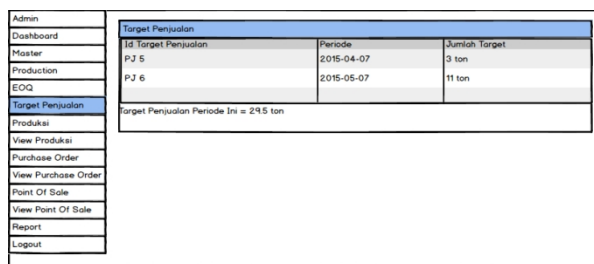 Admin
Dashboard
Master
Production
EOQ
Target Penjualan
Produksi
View Produksi
Purchase Order
View Purchase Order
Point Of Sale
View Point Of Sale
Report
Logout
Target Penjualan
Id Target Penjualan Periode Jumlah Target
PJ 5 2015-04-07 3 ton
PJ 6 2015-05-07 11 ton
Target Penjualan Periode Ini = 29.5 ton